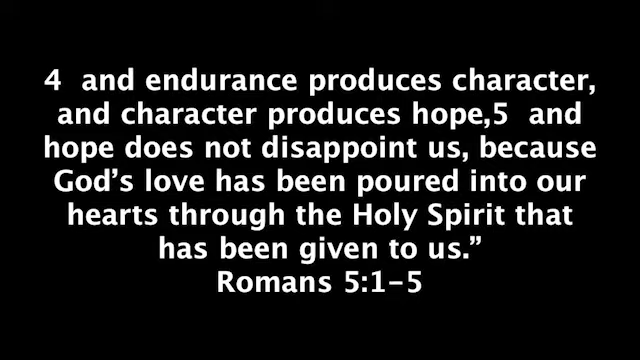 4  and endurance produces character,
and character produces hope,5  and
hope does not disappoint us, because
God’s love has been poured into our
hearts through the Holy Spirit that
has been given to us.”
Romans 5:1-5